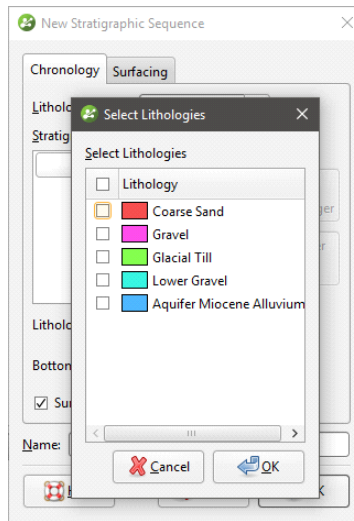 New Stratigraphic Sequence
Chronology
Surfacing
Select Lithologies
Select Lithologies
Lithology
Coarse Sand
Gravel
Glacial Till
Lower Gravel
Aquifer Miocene Alluvium
Name:
Cancel
OK